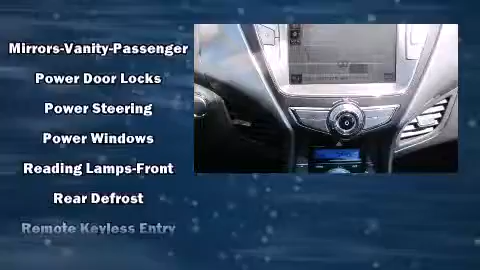 Mirrors-Vanity-Passenger
Power Door Locks
Power Steering
Power Windows
Reading Lamps-Front
Rear Defrost
Remote Keyless Entry